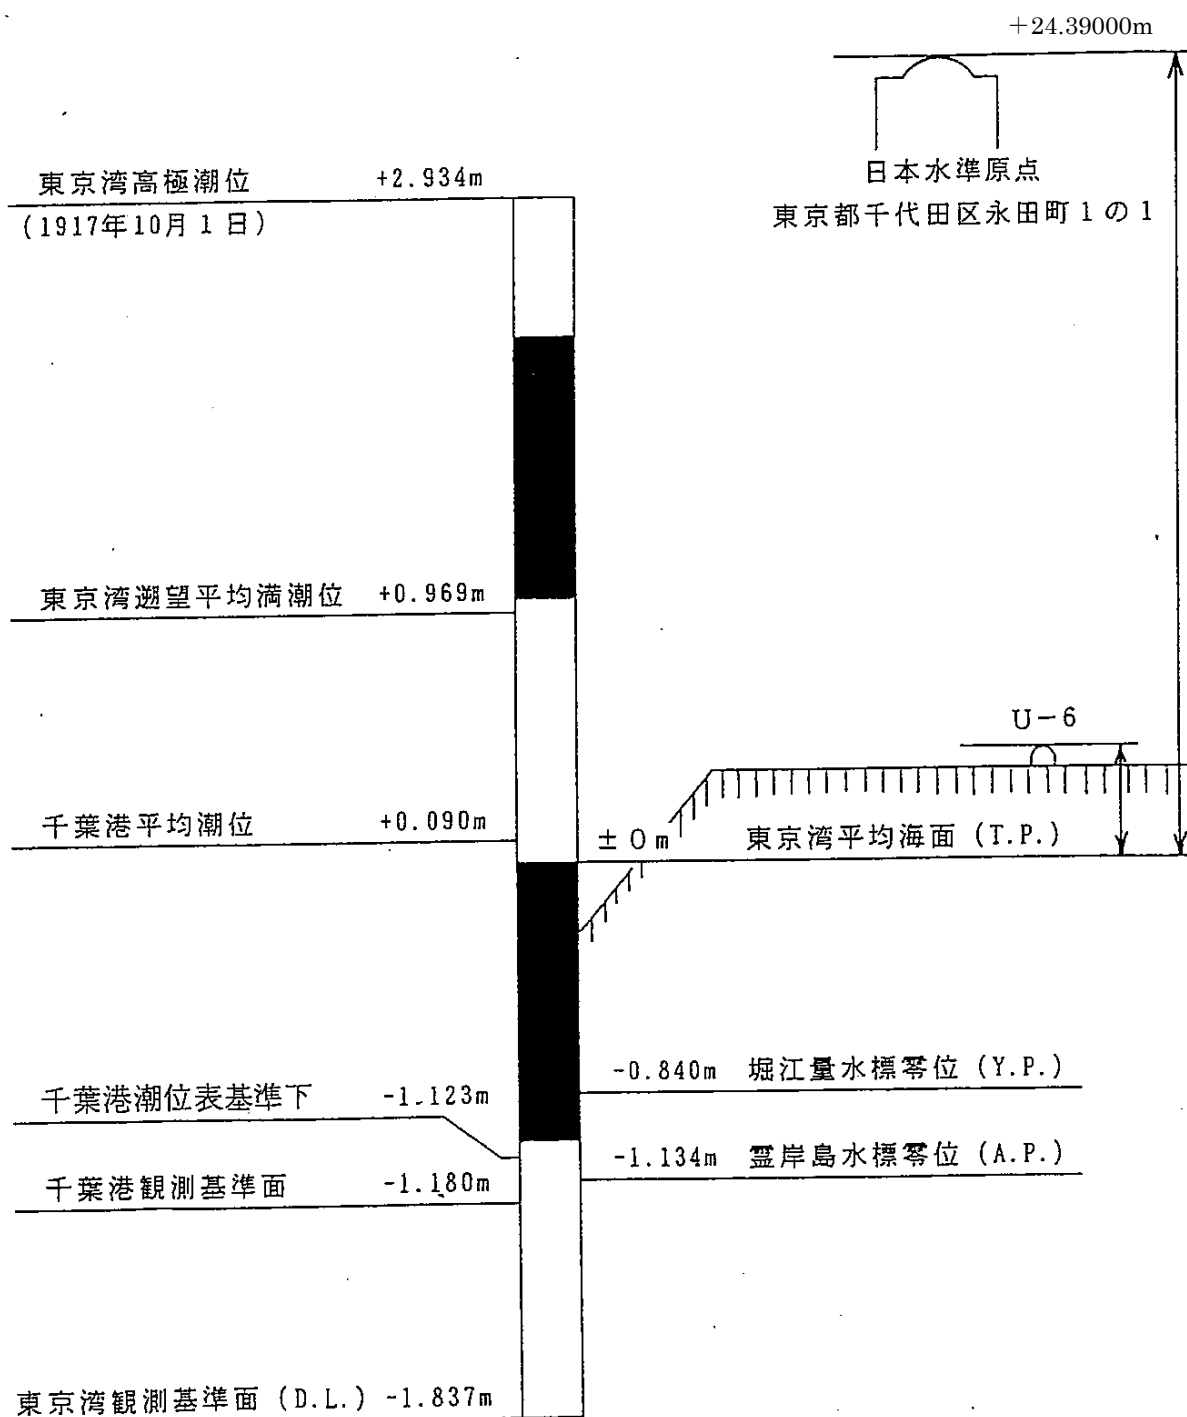 +24.39000m
日本水準原点
東京都千代田区永田町1の1
東京湾高極潮位 +2.934m
(1917年10月1日)
東京湾遡望平均満潮位 +0.969m
U-6
千葉港平均潮位 +0.090m
±0m 東京湾平均海面 (T.P.)
-0.840m 堀江量水標零位 (Y.P.)
千葉港潮位表基準下 -1.123m
-1.134m 霊岸島水標零位 (A.P.)
千葉港観測基準面 -1.180m
東京湾観測基準面 (D.L.) -1.837m